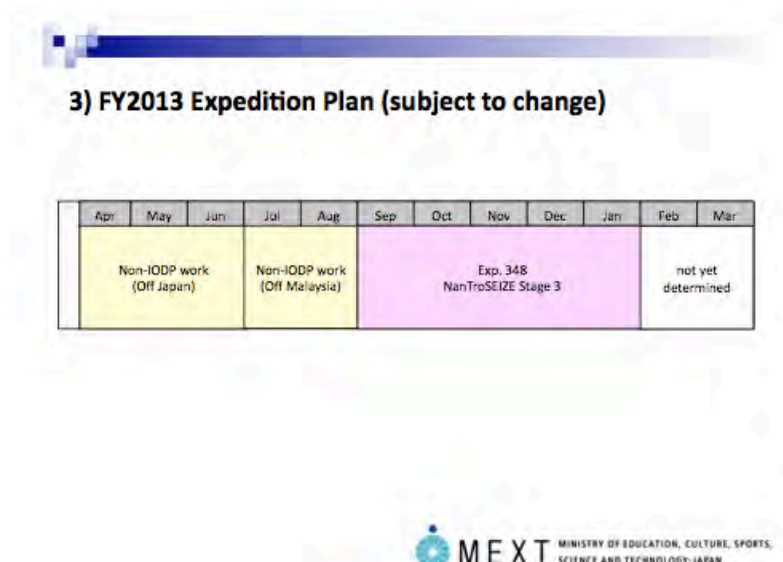 3) FY2013 Expedition Plan (subject to change)
Apr May Jun Jul Aug Sep Oct Nov Dec Jan Feb Mar
Non-IODP work
(Off Japan)
Non-IODP work
(Off Malaysia)
Exp. 348
NanTroSEIZE Stage 3
not yet
determined
MEXT
MINISTRY OF EDUCATION, CULTURE, SPORTS,
SCIENCE AND TECHNOLOGY-JAPAN